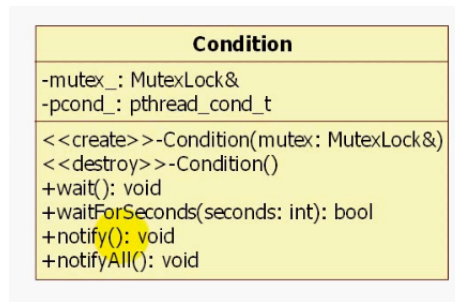 Condition
-mutex_: MutexLock&
-pcond_: pthread_cond_t
<<create>>-Condition(mutex: MutexLock&)
<<destroy>>-Condition()
+wait(): void
+waitForSeconds(seconds: int): bool
+notify(): void
+notifyAll(): void